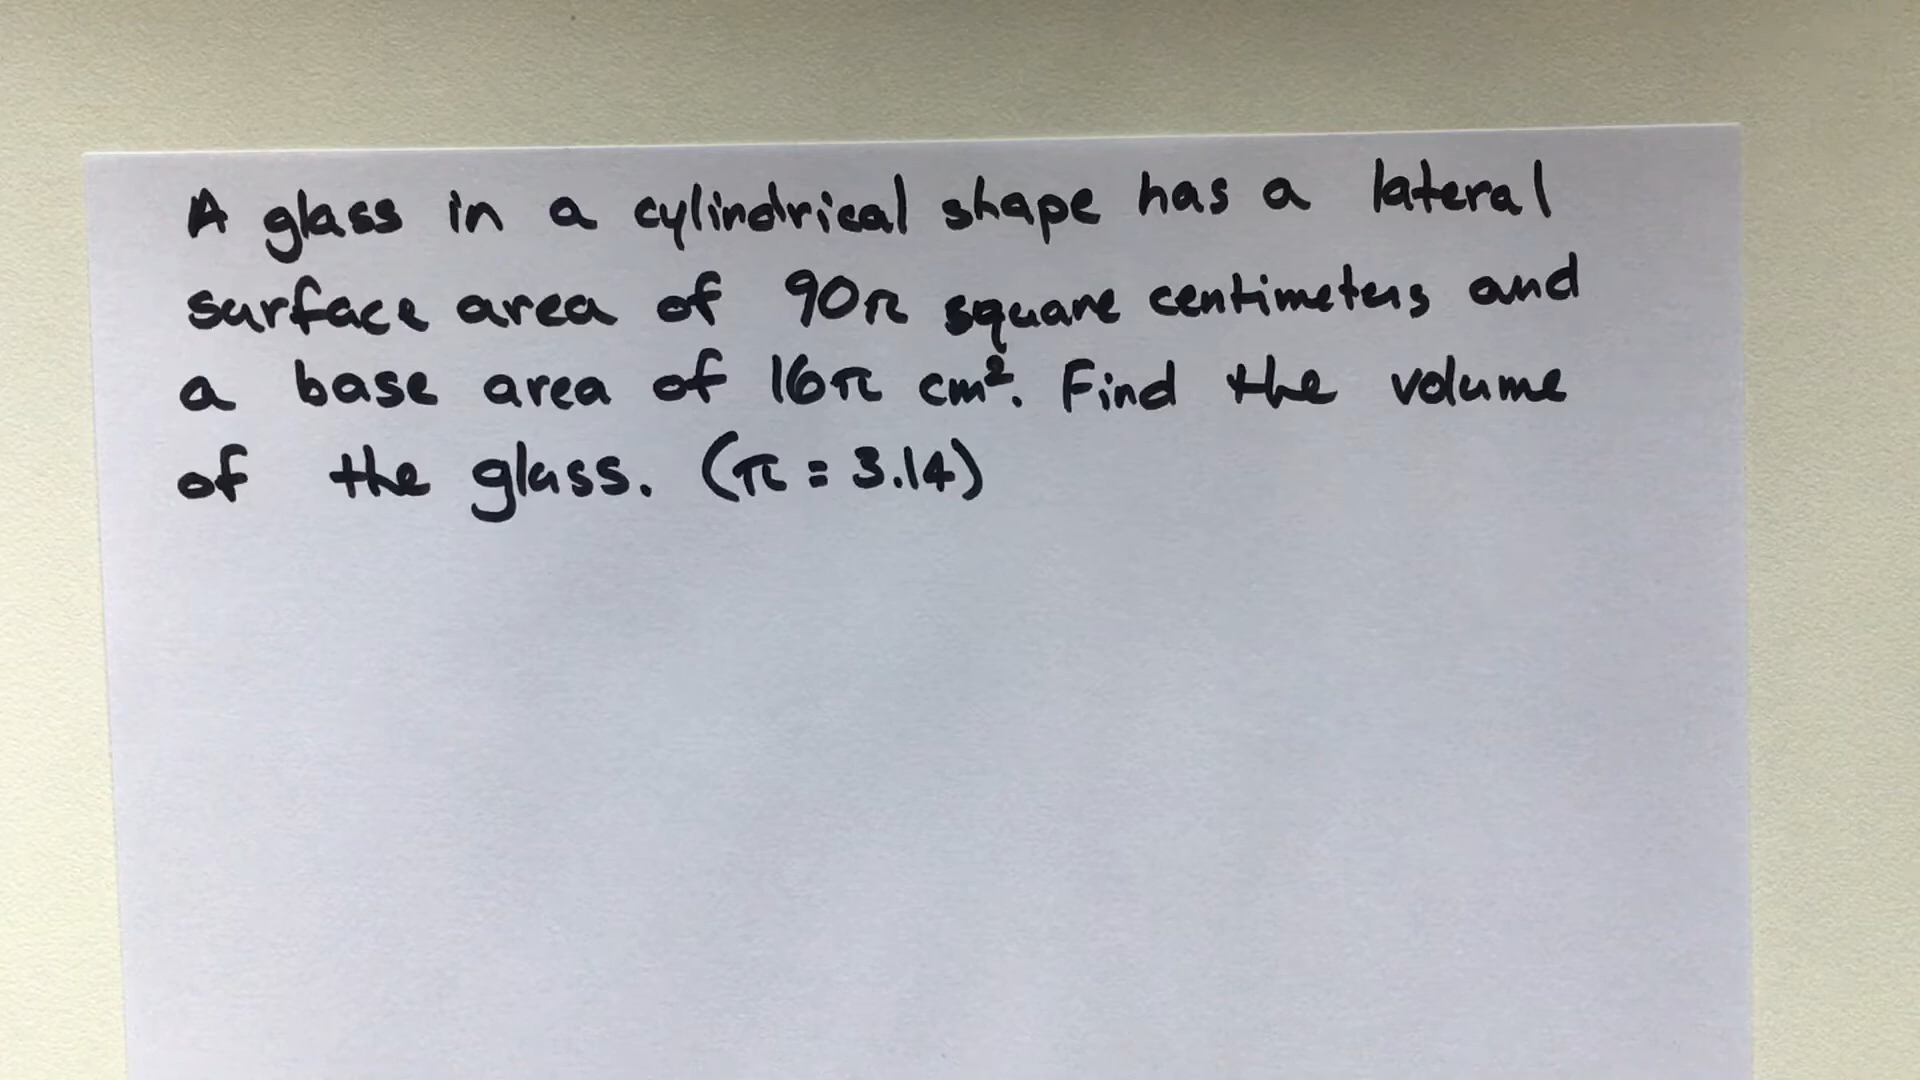 A glass in a cylindrical shape has a lateral
surface area of 90π square centimeters and
a base area of 16π cm². Find the volume
of the glass. (π = 3.14)